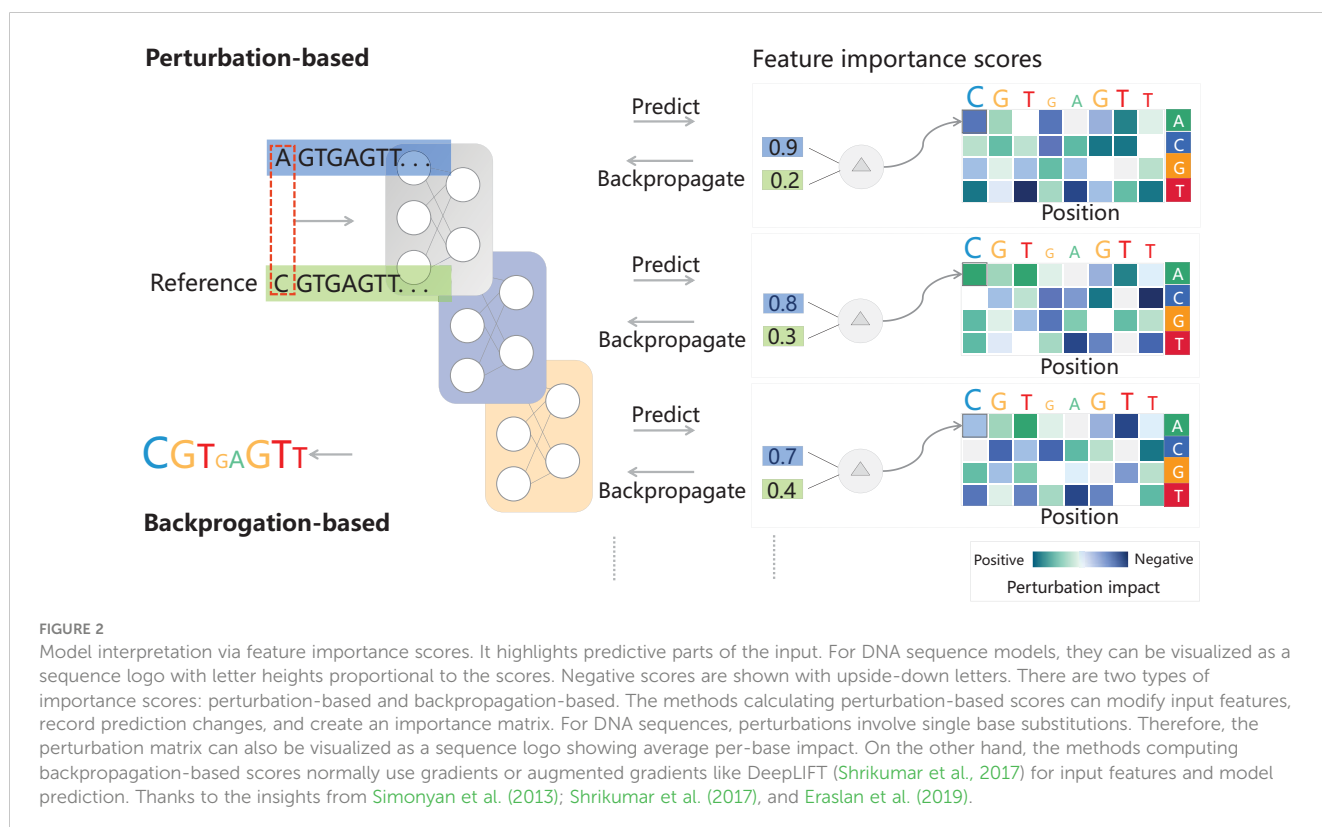 Perturbation-based
Feature importance scores
AGTGAGTT...
Reference CGTGAGTT...
CGTGAGTT
Backprogation-based
Predict
Backpropagate
0.9
0.2
CGTGAGTT
A
C
G
T
Position
Predict
Backpropagate
0.8
0.3
CGTGAGTT
A
C
G
T
Position
Predict
Backpropagate
0.7
0.4
CGTGAGTT
A
C
G
T
Position
Positive Negative
Perturbation impact
FIGURE 2
Model interpretation via feature importance scores. It highlights predictive parts of the input. For DNA sequence models, they can be visualized as a
sequence logo with letter heights proportional to the scores. Negative scores are shown with upside-down letters. There are two types of
importance scores: perturbation-based and backpropagation-based. The methods calculating perturbation-based scores can modify input features,
record prediction changes, and create an importance matrix. For DNA sequences, perturbations involve single base substitutions. Therefore, the
perturbation matrix can also be visualized as a sequence logo showing average per-base impact. On the other hand, the methods computing
backpropagation-based scores normally use gradients or augmented gradients like DeepLIFT (Shrikumar et al., 2017) for input features and model
prediction. Thanks to the insights from Simonyan et al. (2013); Shrikumar et al. (2017), and Eraslan et al. (2019).